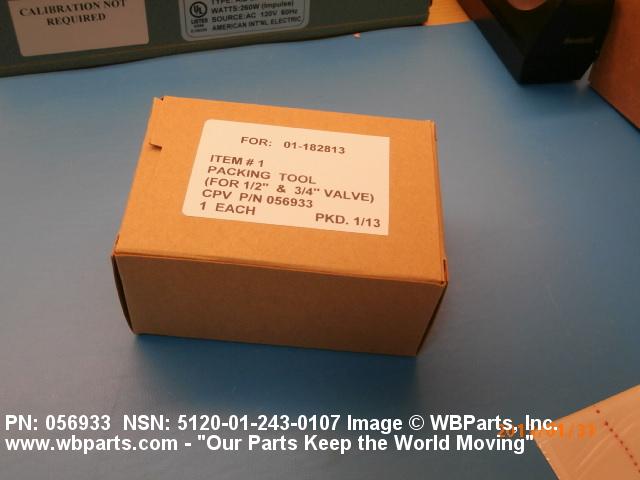 CALIBRATION NOT
REQUIRED
UL
LISTED
WATTS: 260W (Impulse)
SOURCE: AC 120V 60Hz
AMERICAN INT'NL ELECTRIC
FOR: 01-182813
ITEM # 1
PACKING TOOL
(FOR 1/2" & 3/4" VALVE)
CPV P/N 056933
1 EACH
PKD. 1/13
PN: 056933 NSN: 5120-01-243-0107 Image © WBParts, Inc.
www.wbparts.com - "Our Parts Keep the World Moving"